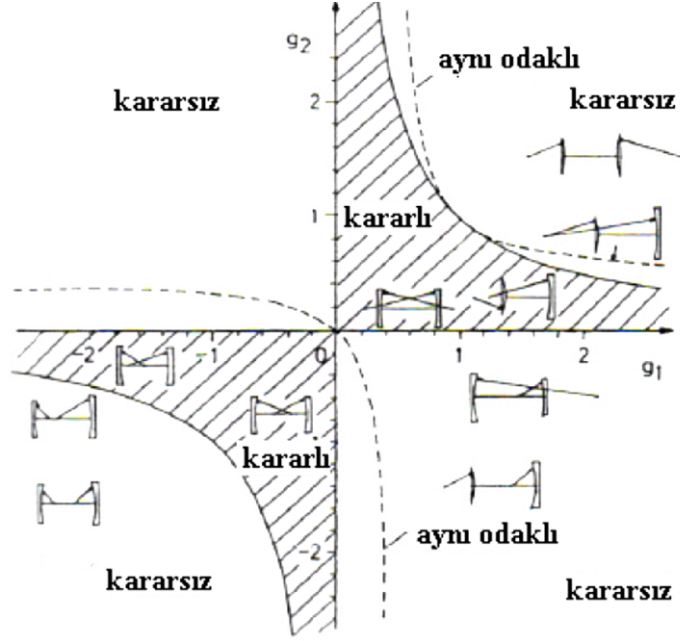 g2
aynı odaklı
kararsız
kararsız
2
1
kararlı
-2
-1
0
1
2
g1
kararlı
aynı odaklı
-2
kararsız
kararsız